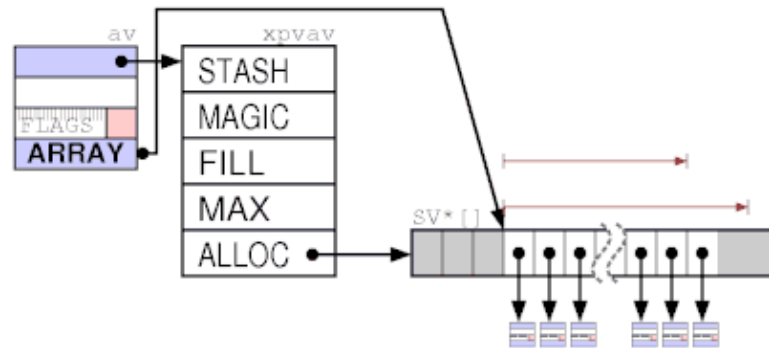 av
xpvav
STASH
MAGIC
FLAGS
ARRAY
FILL
MAX
SV*[]
ALLOC